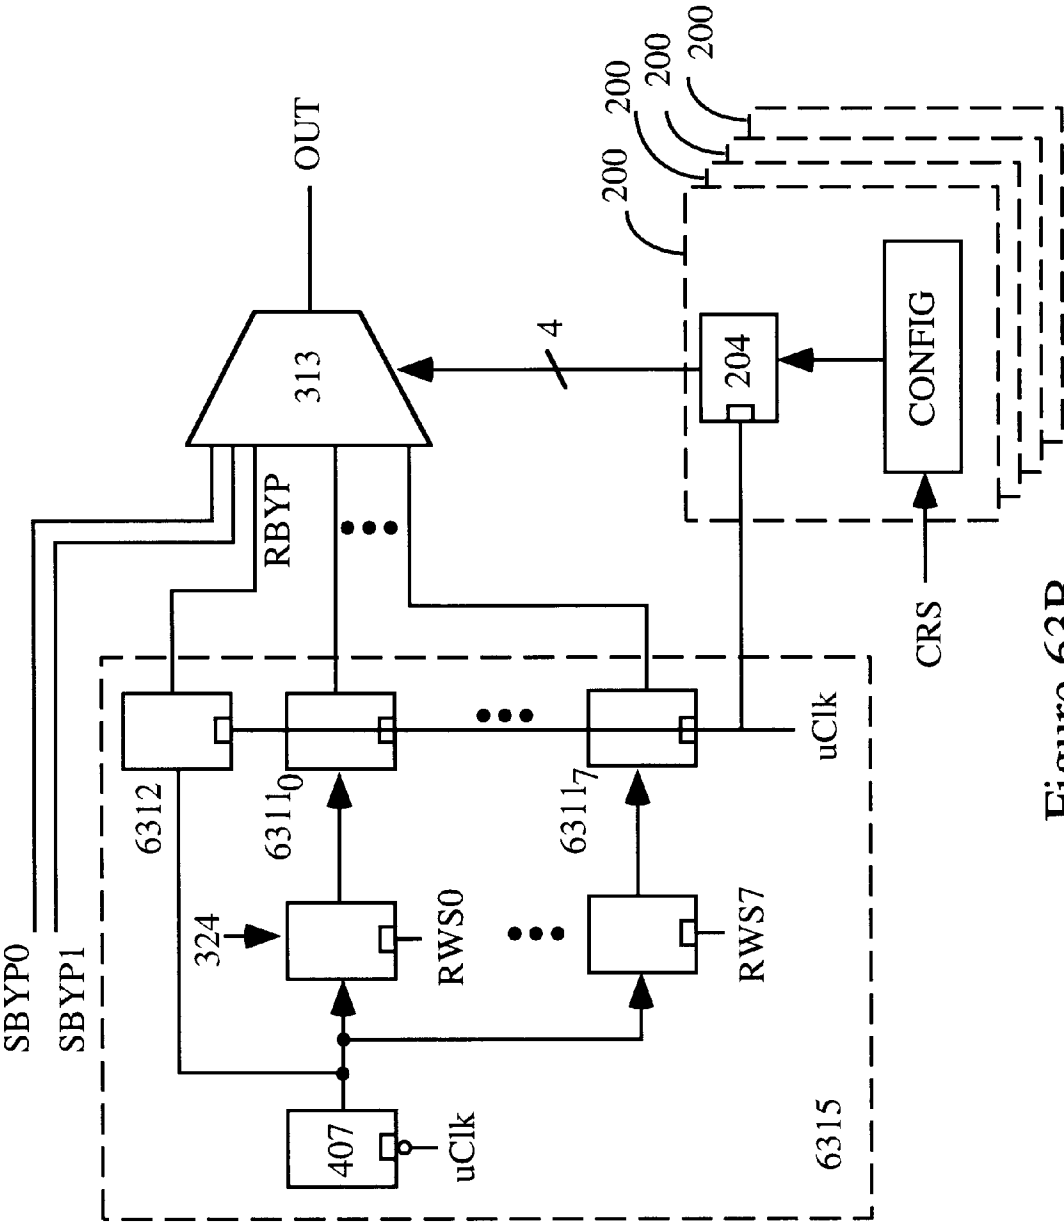 SBYP0
SBYP1
6312
324
6311₀
RBYP
OUT
313
407
uClk
RWS0
6311₇
4
200
200
200
200
RWS7
204
6315
uClk
CRS
CONFIG
Figure 63B